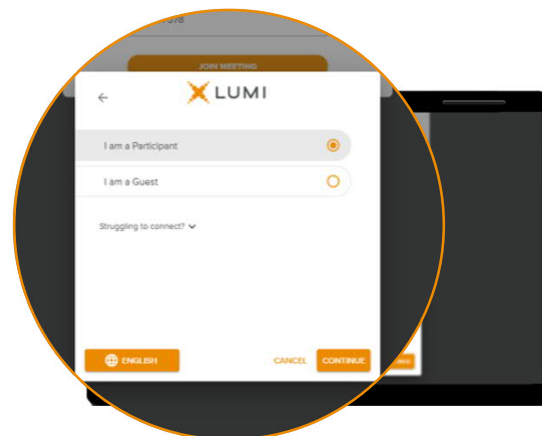 JOIN MEETING
LUMI
I am a Participant
I am a Guest
Struggling to connect?
ENGLISH
CANCEL
CONTINUE